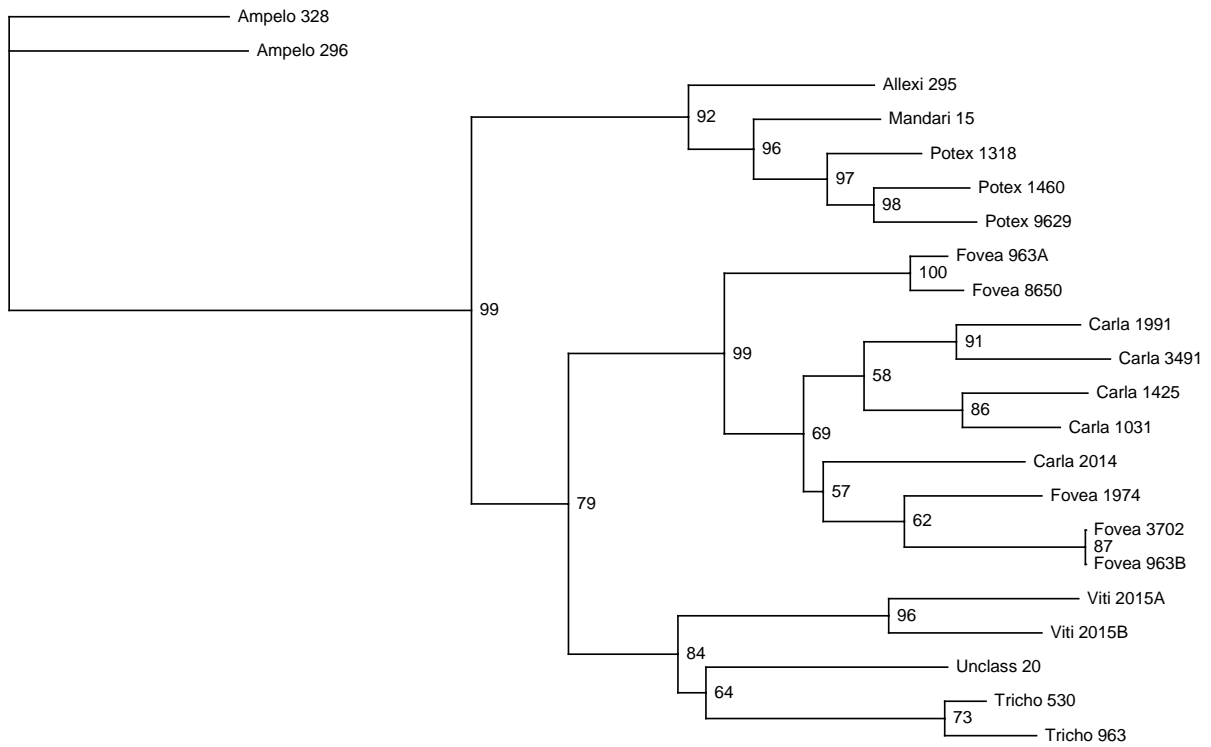 Ampelo 328
Ampelo 296
Allexi 295
92
Mandari 15
96
Potex 1318
97
Potex 1460
98
Potex 9629
Fovea 963A
100
Fovea 8650
99
Carla 1991
91
99
Carla 3491
58
Carla 1425
86
Carla 1031
69
Carla 2014
57
Fovea 1974
79
62
Fovea 3702
87
Fovea 963B
Viti 2015A
96
Viti 2015B
84
Unclass 20
64
Tricho 530
73
Tricho 963